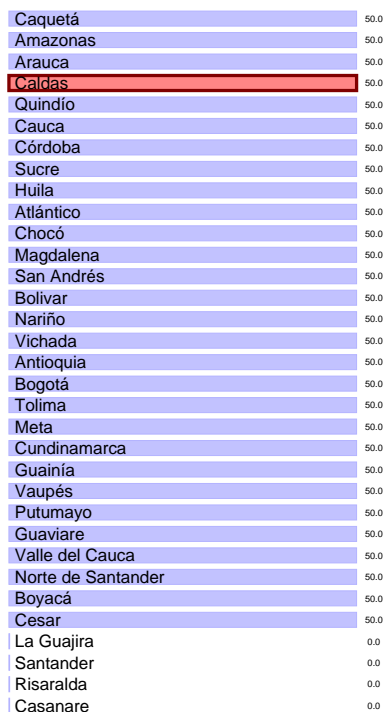 Caquetá 50.0
Amazonas 50.0
Arauca 50.0
Caldas 50.0
Quindío 50.0
Cauca 50.0
Córdoba 50.0
Sucre 50.0
Huila 50.0
Atlántico 50.0
Chocó 50.0
Magdalena 50.0
San Andrés 50.0
Bolivar 50.0
Nariño 50.0
Vichada 50.0
Antioquia 50.0
Bogotá 50.0
Tolima 50.0
Meta 50.0
Cundinamarca 50.0
Guainía 50.0
Vaupés 50.0
Putumayo 50.0
Guaviare 50.0
Valle del Cauca 50.0
Norte de Santander 50.0
Boyacá 50.0
Cesar 50.0
La Guajira 0.0
Santander 0.0
Risaralda 0.0
Casanare 0.0